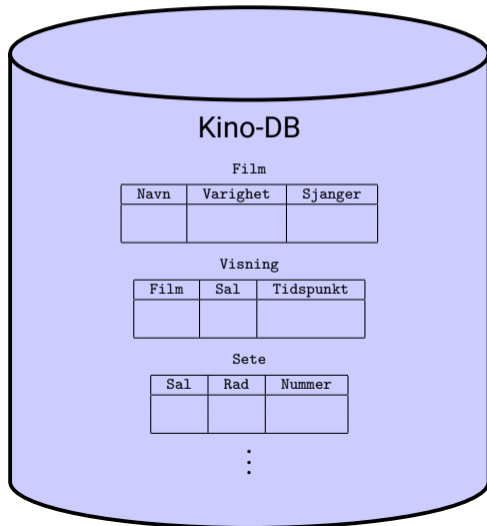 Kino-DB
Film
Navn Varighet Sjanger
Visning
Film Sal Tidspunkt
Sete
Sal Rad Nummer
⋮